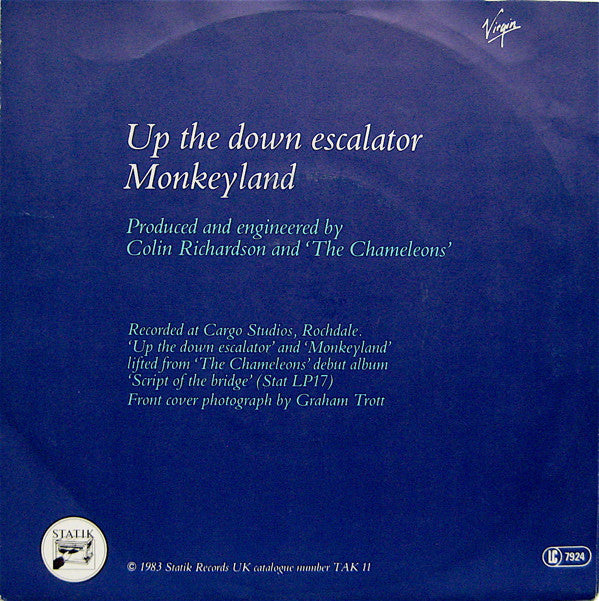 Virgin
Up the down escalator
Monkeyland
Produced and engineered by
Colin Richardson and ‘The Chameleons’
Recorded at Cargo Studios, Rochdale.
‘Up the down escalator’ and ‘Monkeyland’
lifted from ‘The Chameleons’ debut album
‘Script of the bridge’ (Stat LP17)
Front cover photograph by Graham Trott
STATIK
© 1983 Statik Records UK catalogue number TAK 11
LC 7924